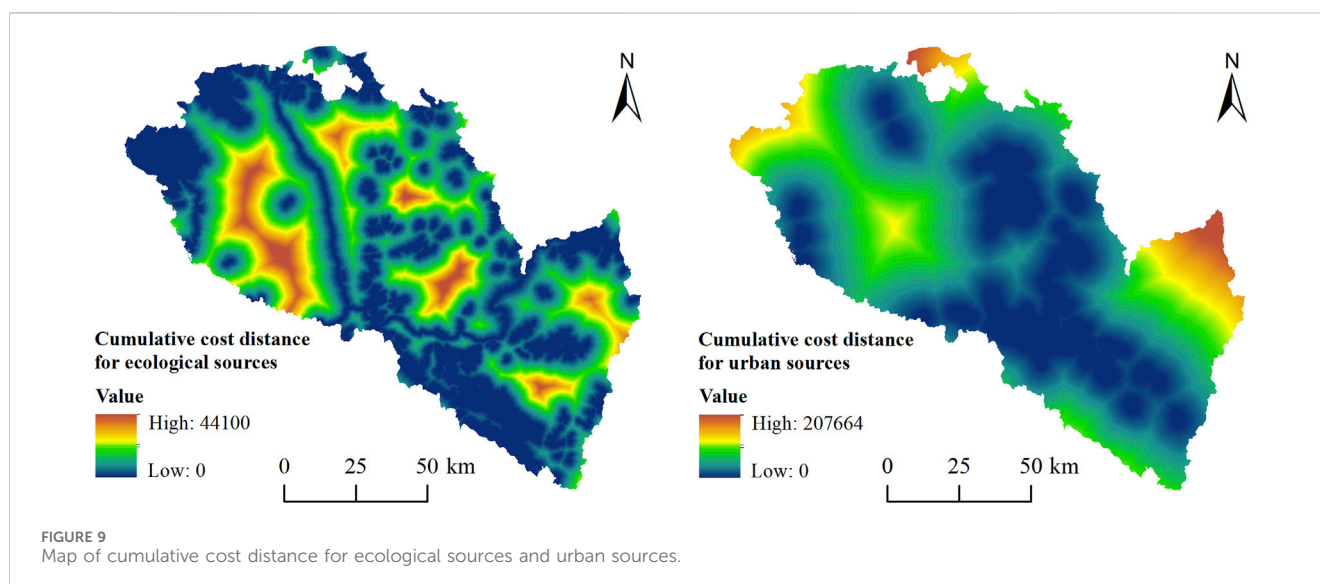 N
Cumulative cost distance
for ecological sources
Value
High: 44100
Low: 0
0 25 50 km
N
Cumulative cost distance
for urban sources
Value
High: 207664
Low: 0
0 25 50 km
FIGURE 9
Map of cumulative cost distance for ecological sources and urban sources.